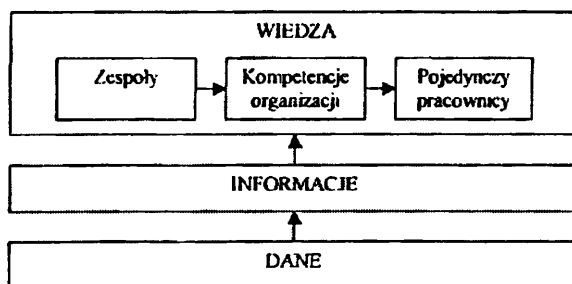 WIEDZA
Zespoły
Kompetencje
organizacji
Pojedynczy
pracownicy
INFORMACJE
DANE